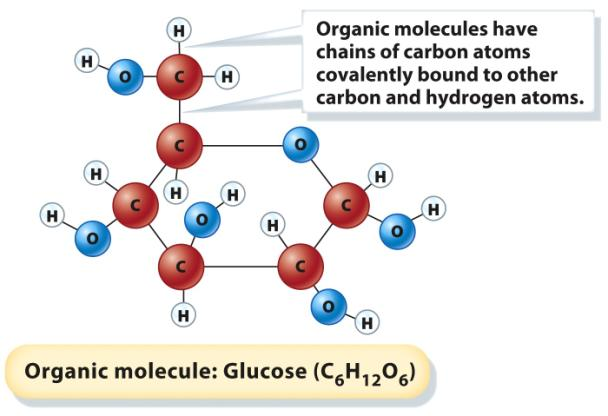 H
Organic molecules have
chains of carbon atoms
covalently bound to other
carbon and hydrogen atoms.
H
O C H
C O
H H H H
C O H C H
H O O
C C
H O H
Organic molecule: Glucose (C₆H₁₂O₆)